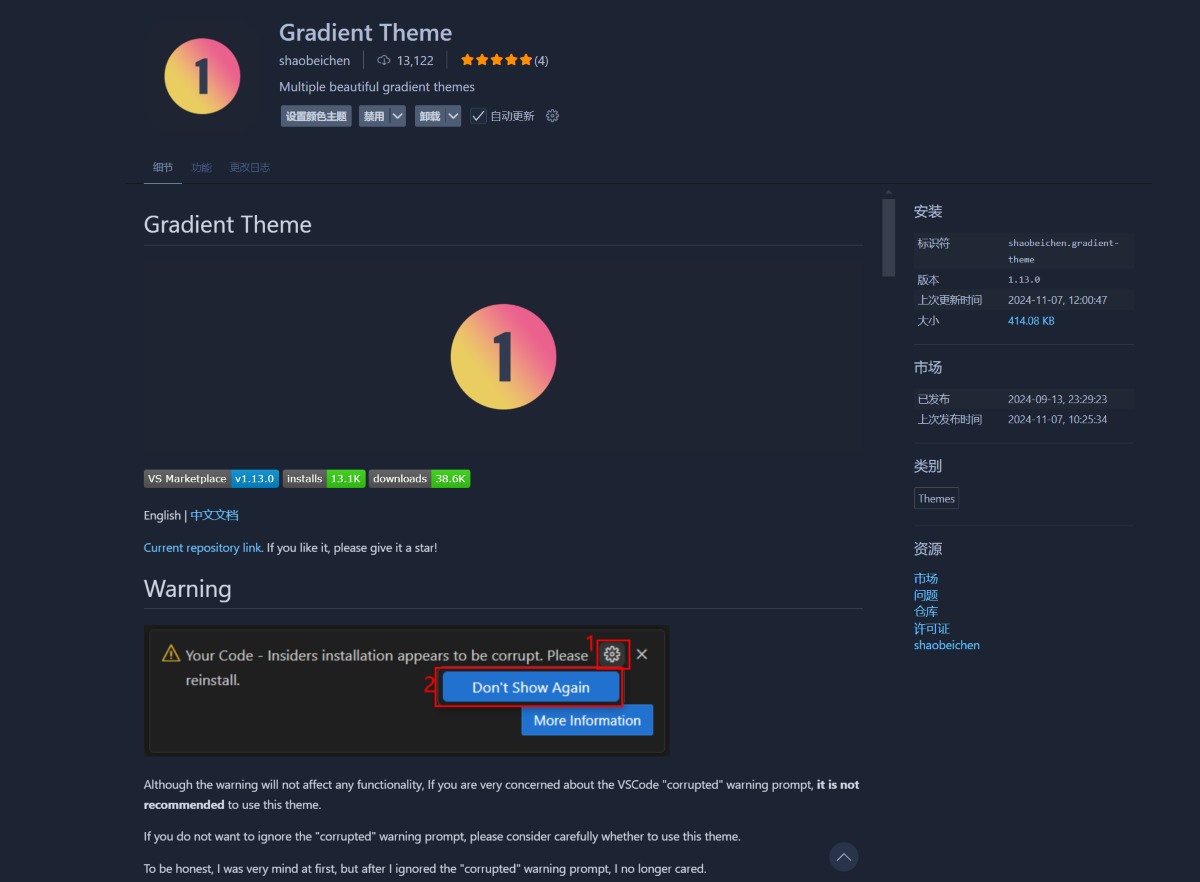 1
Gradient Theme
shaobeichen 13,122 (4)
Multiple beautiful gradient themes
设置颜色主题 禁用 卸载 自动更新
细节 功能 更改日志
Gradient Theme
1
VS Marketplace v1.13.0 installs 13.1K downloads 38.6K
English | 中文文档
Current repository link. If you like it, please give it a star!
Warning
1
Your Code - Insiders installation appears to be corrupt. Please
reinstall.
2 Don't Show Again
More Information
Although the warning will not affect any functionality, If you are very concerned about the VSCode "corrupted" warning prompt, it is not
recommended to use this theme.
If you do not want to ignore the "corrupted" warning prompt, please consider carefully whether to use this theme.
To be honest, I was very mind at first, but after I ignored the "corrupted" warning prompt, I no longer cared.
安装
标识符 shaobeichen.gradient-
theme
版本 1.13.0
上次更新时间 2024-11-07, 12:00:47
大小 414.08 KB
市场
已发布 2024-09-13, 23:29:23
上次发布时间 2024-11-07, 10:25:34
类别
Themes
资源
市场
问题
仓库
许可证
shaobeichen